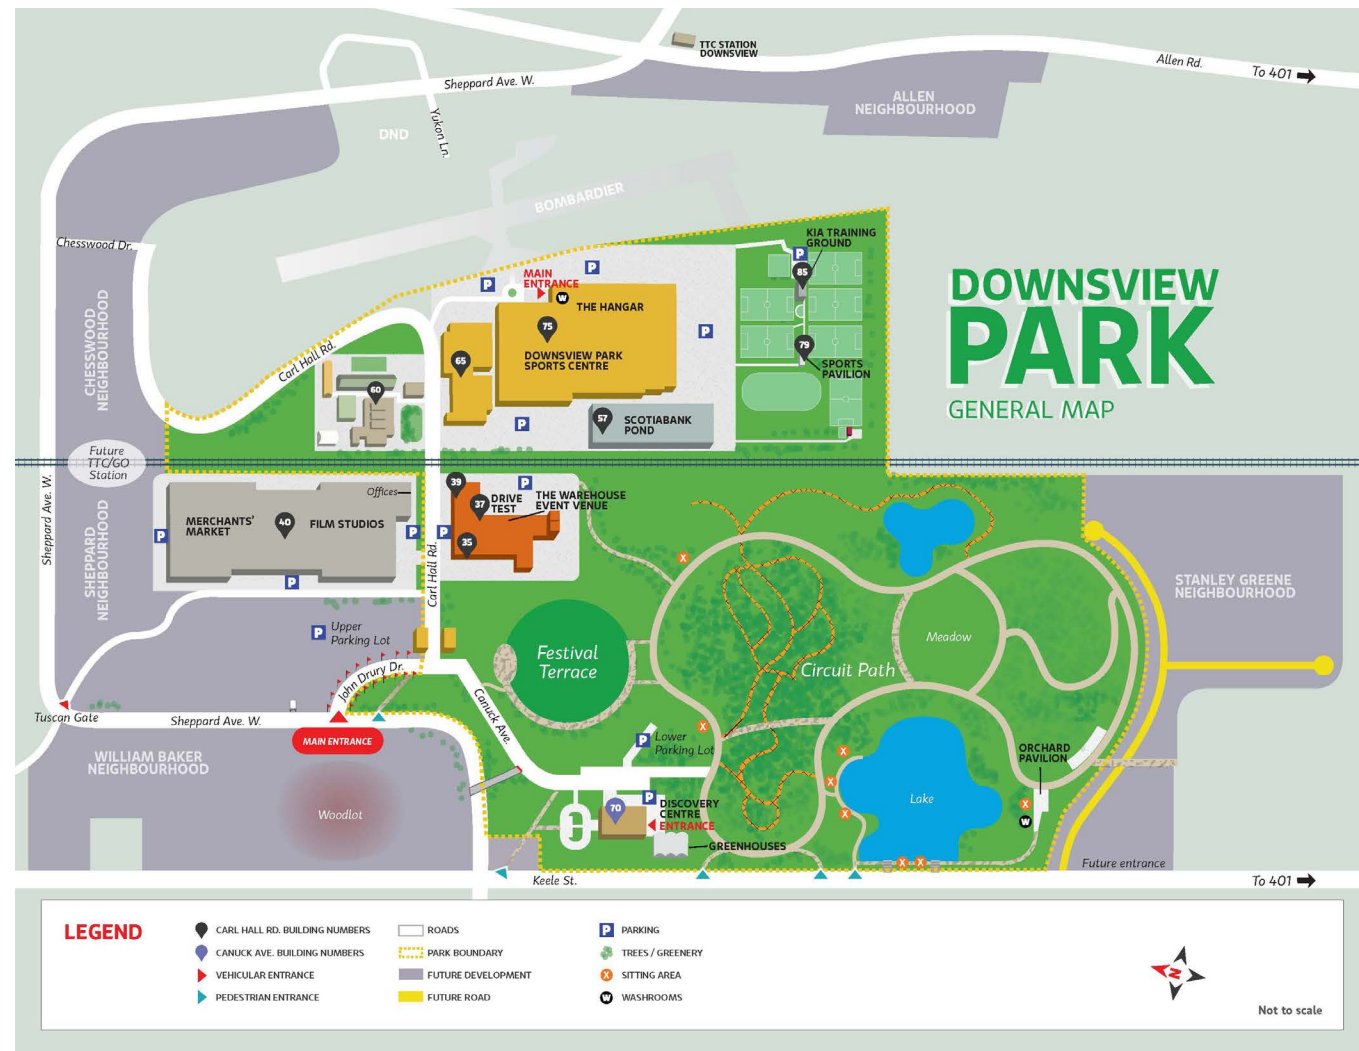 TTC STATION
DOWNSVIEW
Allen Rd.
To 401
Sheppard Ave. W.
Yukon Ln.
DND
ALLEN
NEIGHBOURHOOD
BOMBARDIER
Chesswood Dr.
CHESSWOOD
NEIGHBOURHOOD
KIA TRAINING
GROUND
P
85
MAIN
ENTRANCE
P
P
W
THE HANGAR
75
DOWNSVIEW PARK
SPORTS CENTRE
P
79
SPORTS
PAVILION
DOWNSVIEW
PARK
GENERAL MAP
Carl Hall Rd.
65
60
57
SCOTIABANK
POND
P
Future
TTC/GO
Station
Sheppard Ave. W.
SHEPPARD
NEIGHBOURHOOD
Offices
MERCHANTS'
MARKET
40
FILM STUDIOS
P
P
P
P
39
37
DRIVE
TEST
35
P
THE WAREHOUSE
EVENT VENUE
Carl Hall Rd.
X
STANLEY GREENE
NEIGHBOURHOOD
P
Upper
Parking Lot
Festival
Terrace
Circuit Path
Meadow
John Drury Dr.
Tuscan Gate
Sheppard Ave. W.
MAIN ENTRANCE
Canuck Ave.
WILLIAM BAKER
NEIGHBOURHOOD
Woodlot
P
Lower
Parking Lot
X
X
X
X
ORCHARD
PAVILION
X
W
Lake
70
P
DISCOVERY
CENTRE
ENTRANCE
GREENHOUSES
X
X
Future entrance
Keele St.
To 401
LEGEND
CARL HALL RD. BUILDING NUMBERS
CANUCK AVE. BUILDING NUMBERS
VEHICULAR ENTRANCE
PEDESTRIAN ENTRANCE
ROADS
PARK BOUNDARY
FUTURE DEVELOPMENT
FUTURE ROAD
P
PARKING
TREES / GREENERY
X
SITTING AREA
W
WASHROOMS
N
Not to scale